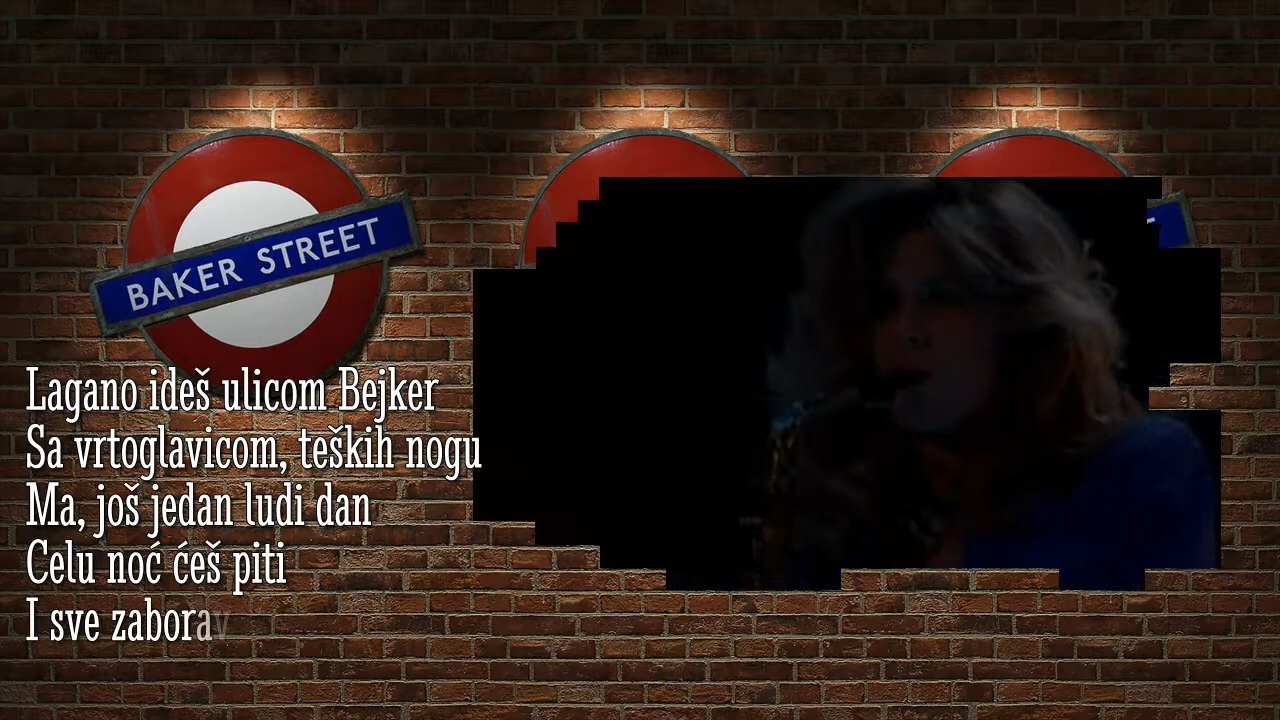 BAKER STREET
Lagano ideš ulicom Bejker
Sa vrtoglavicom, teških nogu
Ma, još jedan ludi dan
Celu noć ćeš piti
I sve zaborav